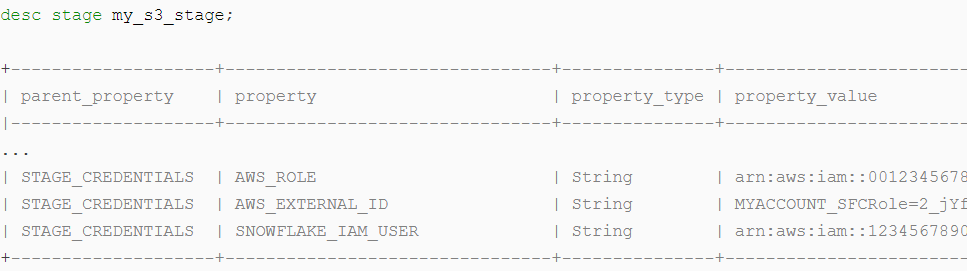 desc stage my_s3_stage;
+--------------------+--------------------------------+---------------+------------------------
| parent_property    | property                       | property_type | property_value
|--------------------+--------------------------------+---------------+------------------------
...
| STAGE_CREDENTIALS  | AWS_ROLE                       | String        | arn:aws:iam::0012345678
| STAGE_CREDENTIALS  | AWS_EXTERNAL_ID                | String        | MYACCOUNT_SFCRole=2_jYf
| STAGE_CREDENTIALS  | SNOWFLAKE_IAM_USER             | String        | arn:aws:iam::1234567890
+--------------------+--------------------------------+---------------+------------------------